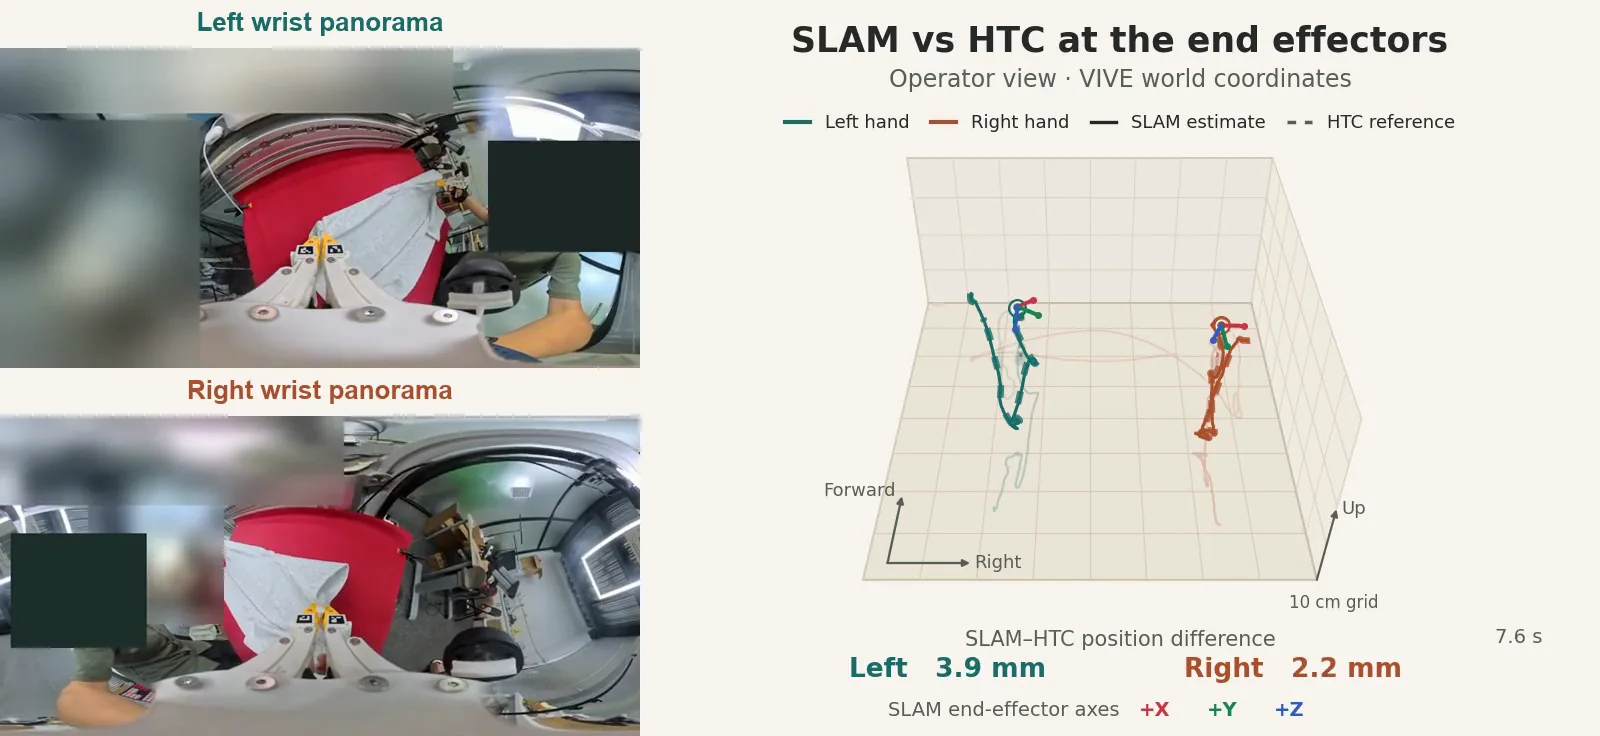 Left wrist panorama
Right wrist panorama
SLAM vs HTC at the end effectors
Operator view · VIVE world coordinates
Left hand
Right hand
SLAM estimate
HTC reference
Forward
Right
Up
10 cm grid
SLAM–HTC position difference
7.6 s
Left 3.9 mm
Right 2.2 mm
SLAM end-effector axes +X +Y +Z